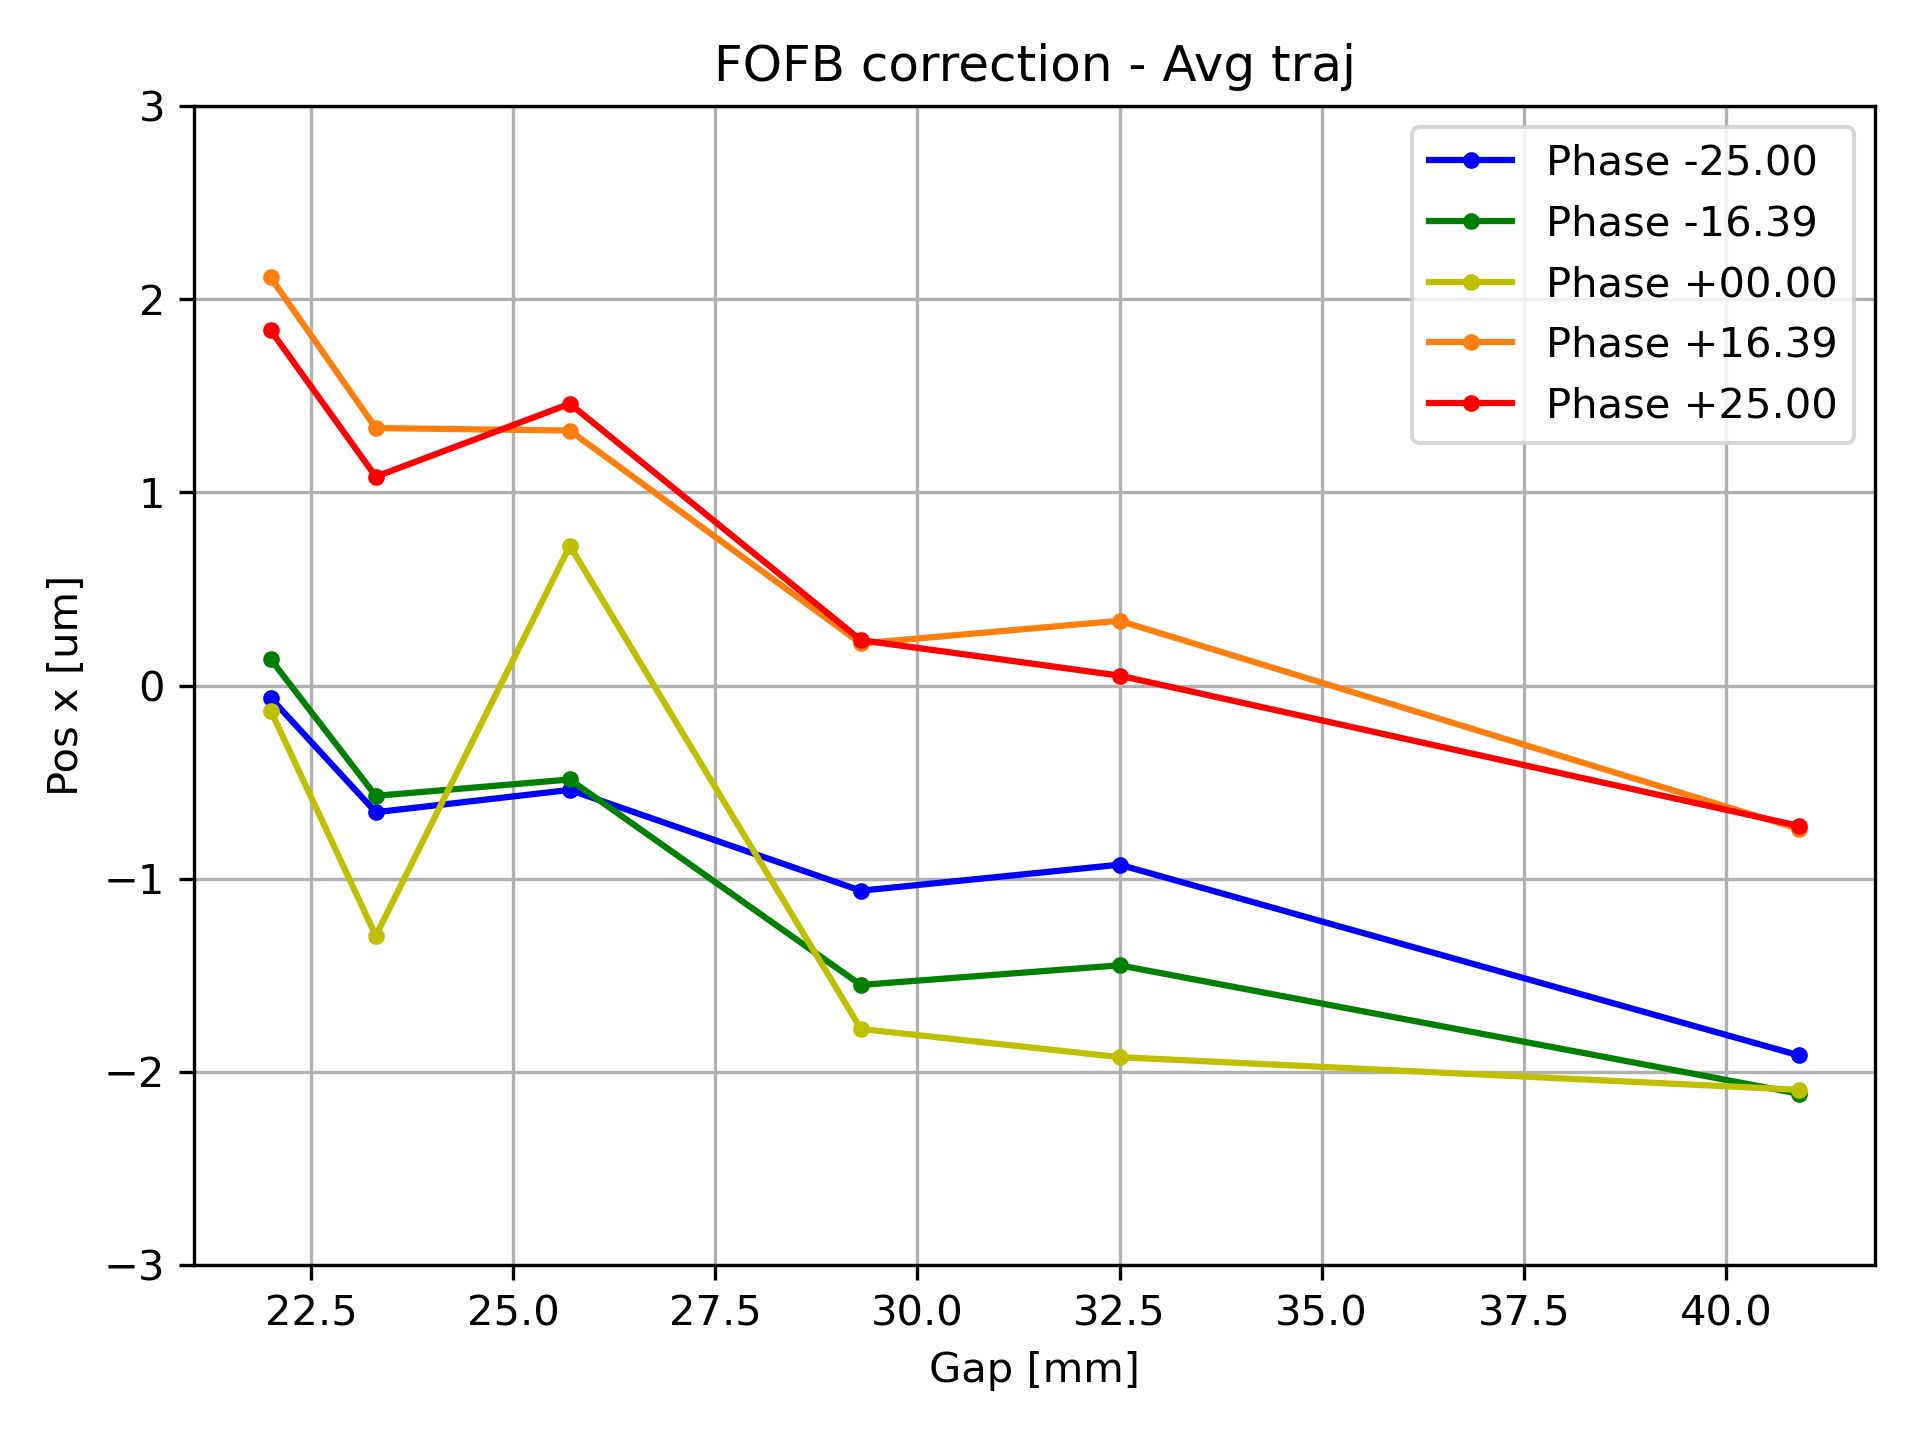 FOFB correction - Avg traj
3
2
1
0
−1
−2
−3
Pos x [um]
Phase -25.00
Phase -16.39
Phase +00.00
Phase +16.39
Phase +25.00
22.5 25.0 27.5 30.0 32.5 35.0 37.5 40.0
Gap [mm]